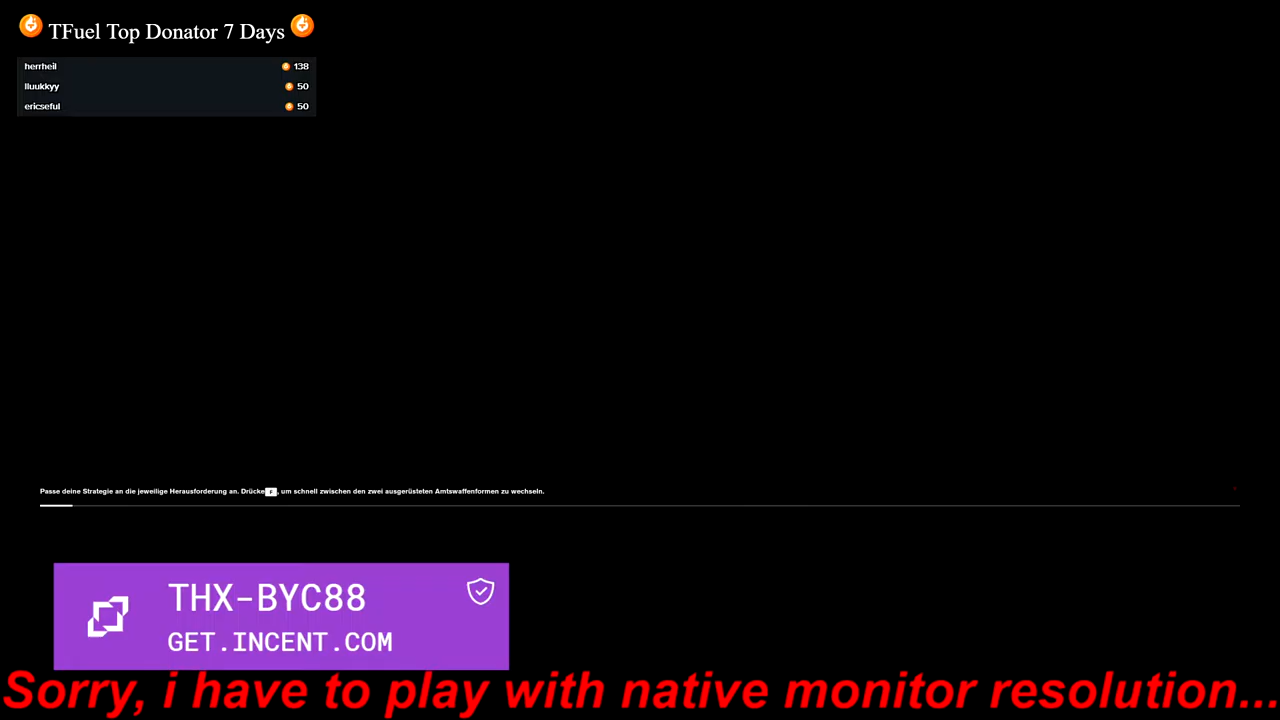 TFuel Top Donator 7 Days
herrheil 138
lluukkyy 50
ericseful 50
Passe deine Strategie an die jeweilige Herausforderung an. Drücke F, um schnell zwischen den zwei ausgerüsteten Amtswaffenformen zu wechseln.
THX-BYC88
GET.INCENT.COM
Sorry, i have to play with native monitor resolution...